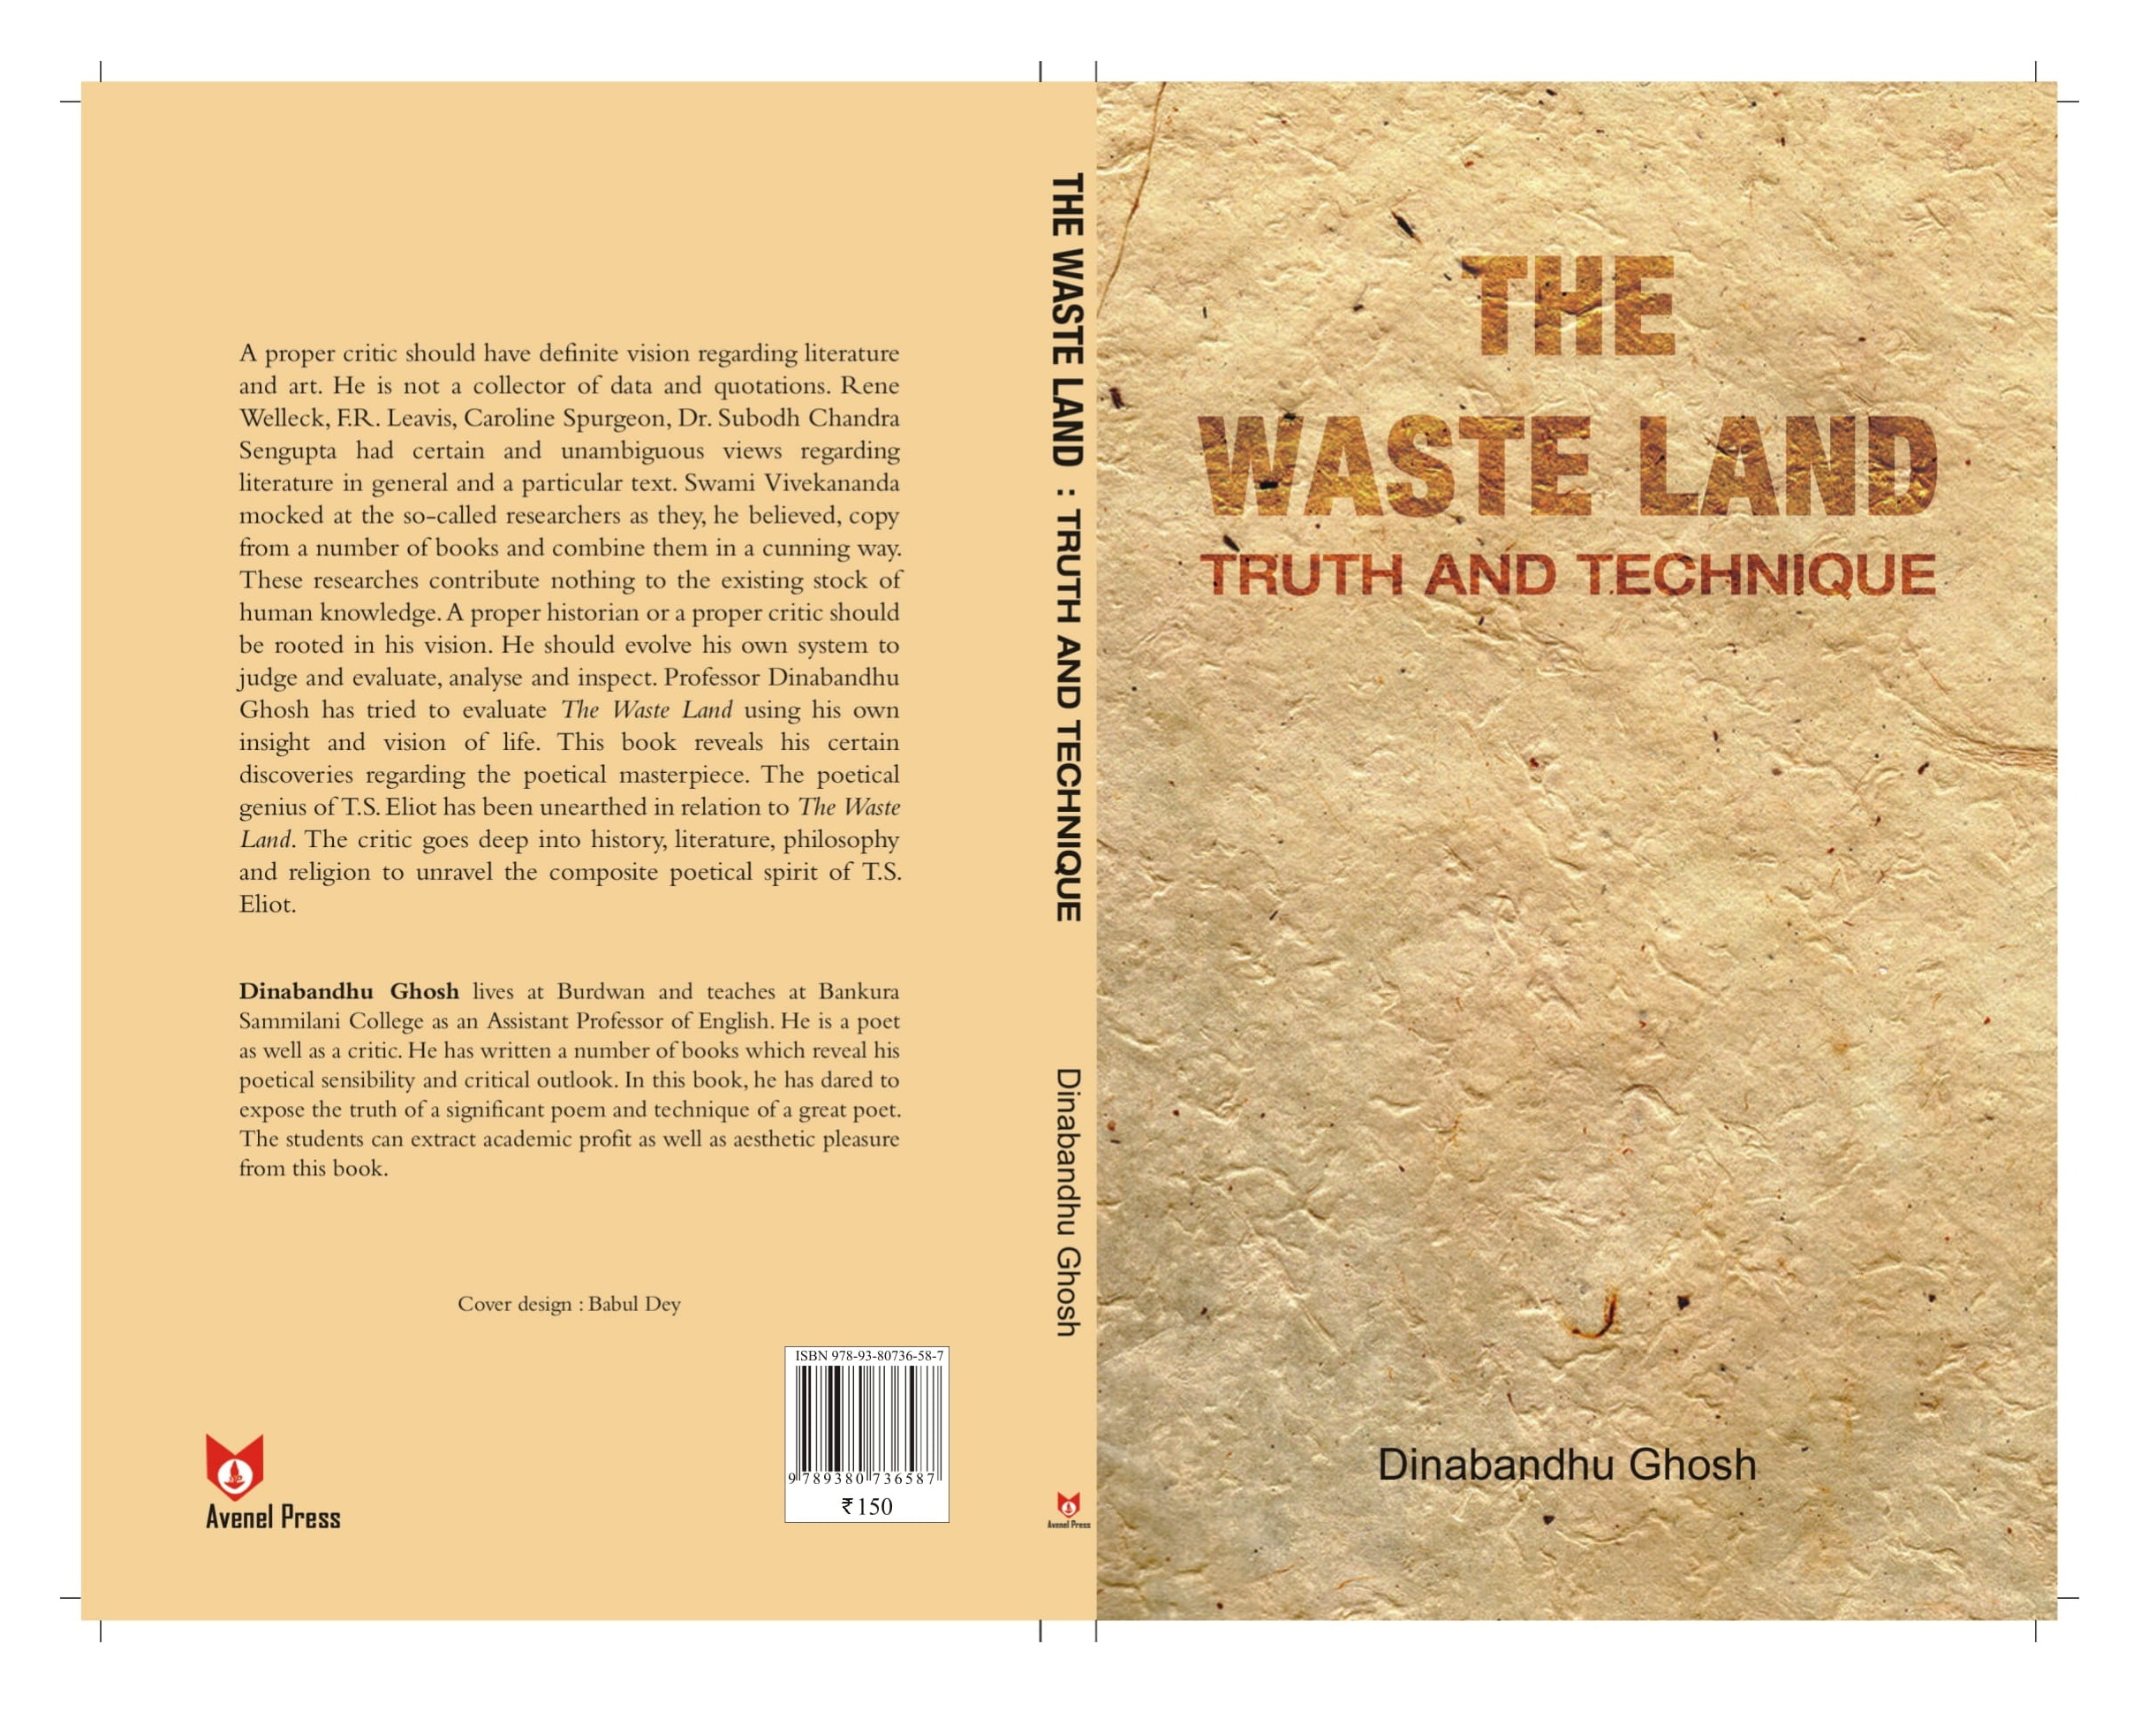 A proper critic should have definite vision regarding literature
and art. He is not a collector of data and quotations. Rene
Welleck, F.R. Leavis, Caroline Spurgeon, Dr. Subodh Chandra
Sengupta had certain and unambiguous views regarding
literature in general and a particular text. Swami Vivekananda
mocked at the so-called researchers as they, he believed, copy
from a number of books and combine them in a cunning way.
These researches contribute nothing to the existing stock of
human knowledge. A proper historian or a proper critic should
be rooted in his vision. He should evolve his own system to
judge and evaluate, analyse and inspect. Professor Dinabandhu
Ghosh has tried to evaluate The Waste Land using his own
insight and vision of life. This book reveals his certain
discoveries regarding the poetical masterpiece. The poetical
genius of T.S. Eliot has been unearthed in relation to The Waste
Land. The critic goes deep into history, literature, philosophy
and religion to unravel the composite poetical spirit of T.S.
Eliot.
Dinabandhu Ghosh lives at Burdwan and teaches at Bankura
Sammilani College as an Assistant Professor of English. He is a poet
as well as a critic. He has written a number of books which reveal his
poetical sensibility and critical outlook. In this book, he has dared to
expose the truth of a significant poem and technique of a great poet.
The students can extract academic profit as well as aesthetic pleasure
from this book.
Cover design : Babul Dey
ISBN 978-93-80736-58-7
9 789380 736587
₹ 150
Avenel Press
THE WASTE LAND : TRUTH AND TECHNIQUE
Dinabandhu Ghosh
Avenel Press
THE
WASTE LAND
TRUTH AND TECHNIQUE
Dinabandhu Ghosh